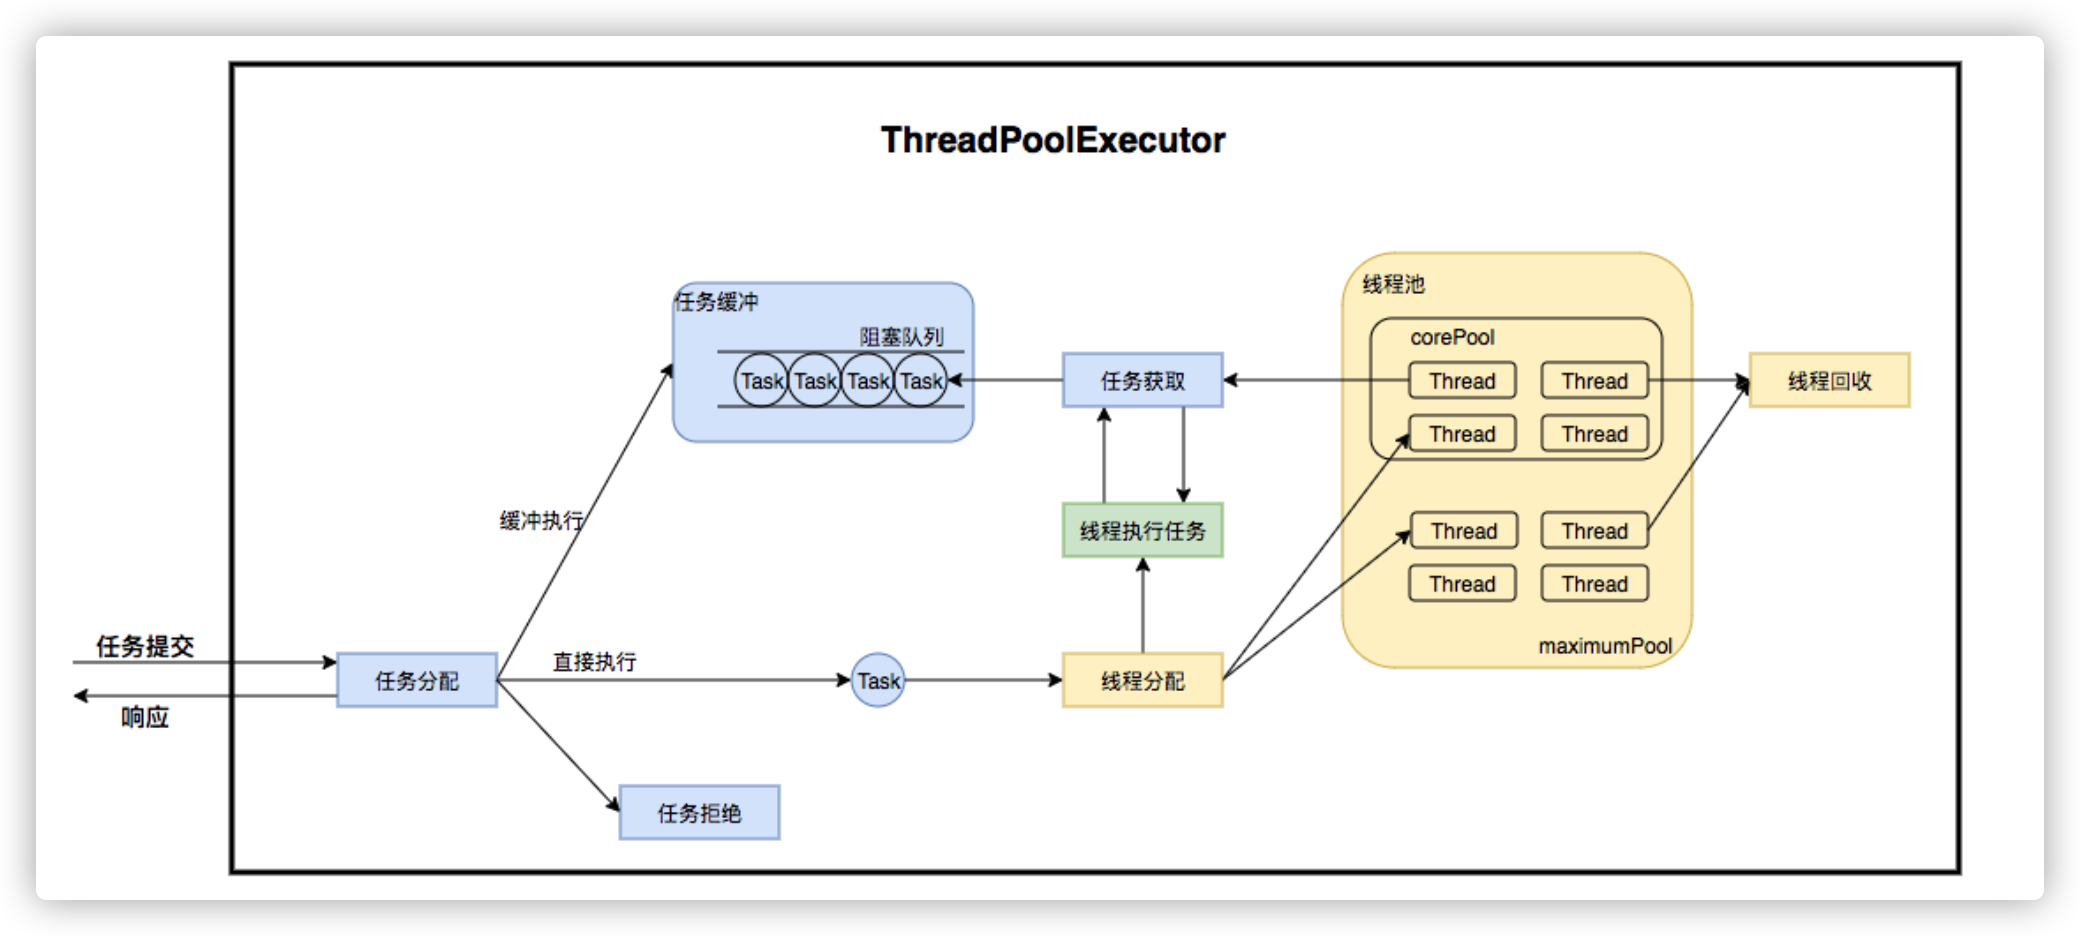 ThreadPoolExecutor
任务缓冲
阻塞队列
Task Task Task Task
任务获取
线程池
corePool
Thread Thread
Thread Thread
线程回收
缓冲执行
线程执行任务
Thread Thread
Thread Thread
maximumPool
任务提交
响应
任务分配
直接执行
Task
线程分配
任务拒绝